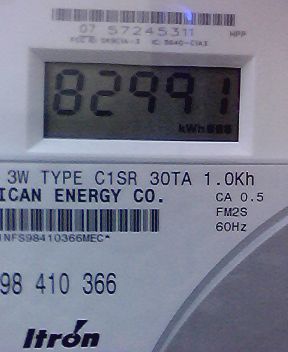 07 57245311
HPP
82991
kWh
3W TYPE C1SR 30TA 1.0Kh
ICAN ENERGY CO.
CA 0.5
FM2S
60Hz
98 410 366
Itron